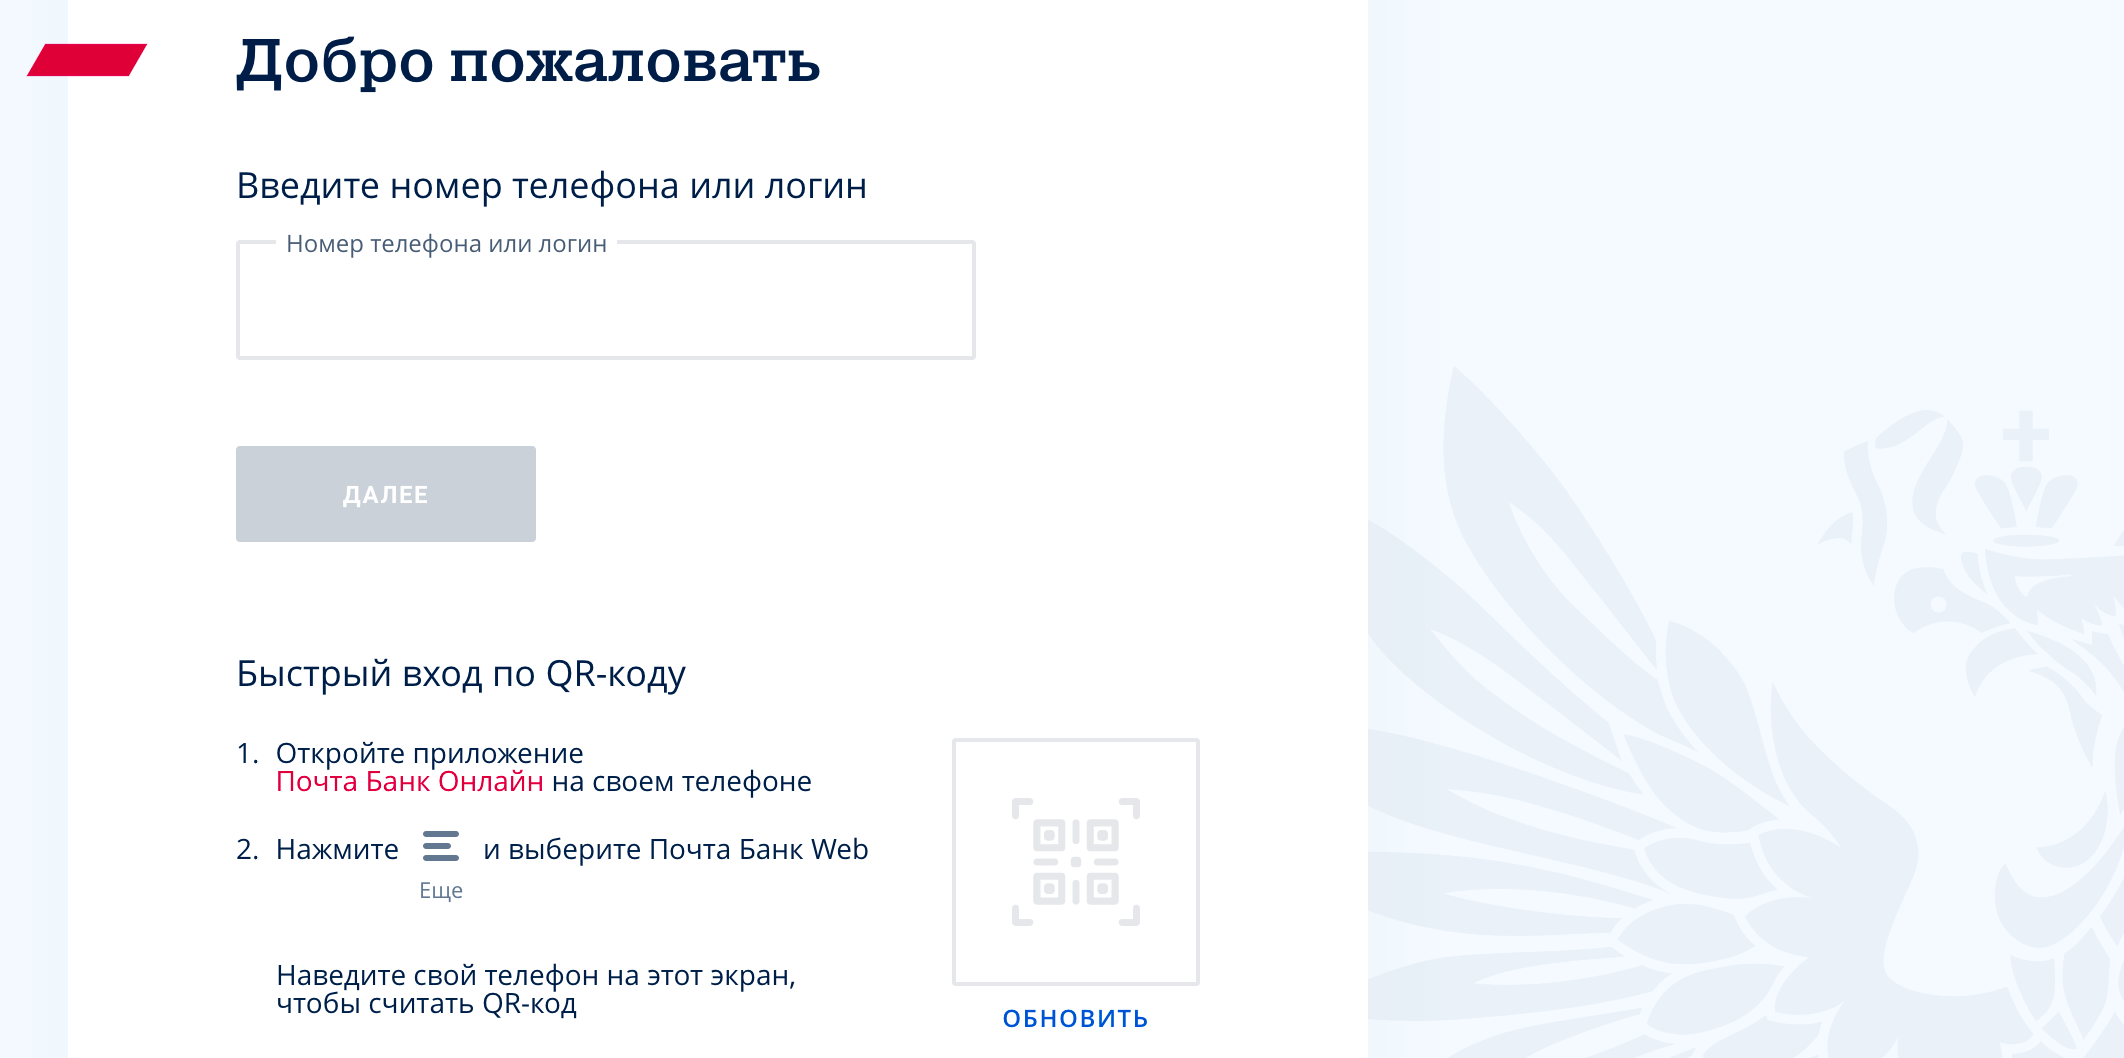 Добро пожаловать
Введите номер телефона или логин
Номер телефона или логин
ДАЛЕЕ
Быстрый вход по QR-коду
1. Откройте приложение
Почта Банк Онлайн на своем телефоне
2. Нажмите и выберите Почта Банк Web
Еще
Наведите свой телефон на этот экран,
чтобы считать QR-код
ОБНОВИТЬ